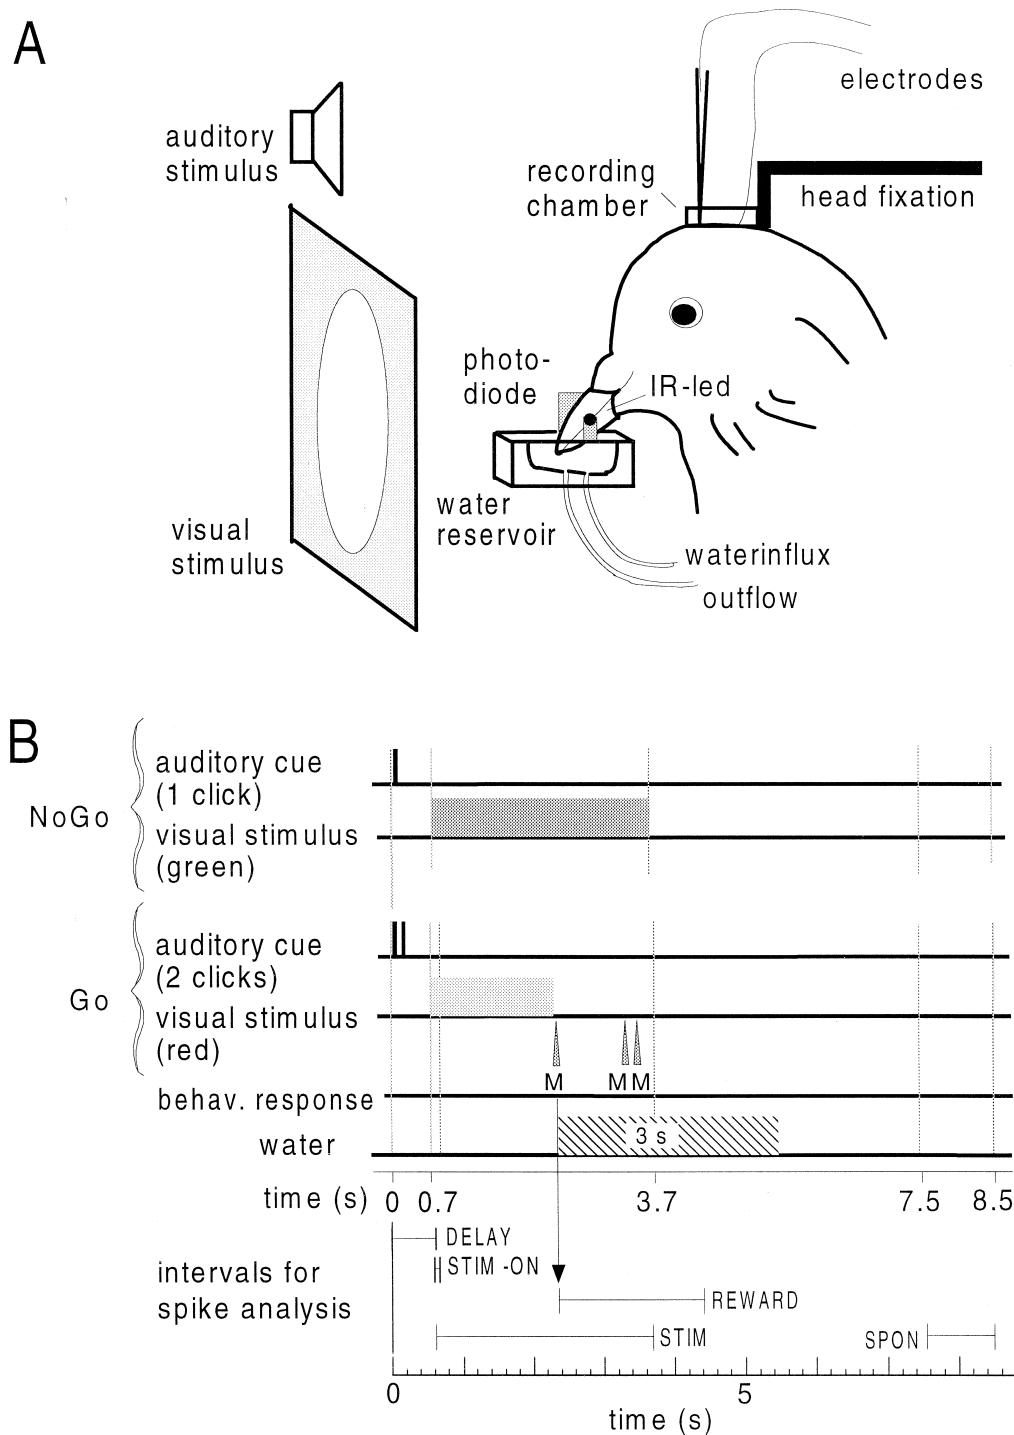 A
electrodes
auditory
stimulus
recording
chamber
head fixation
photo-
diode
IR-led
water
reservoir
visual
stimulus
waterinflux
outflow
B
NoGo
auditory cue
(1 click)
visual stimulus
(green)
Go
auditory cue
(2 clicks)
visual stimulus
(red)
M M M
behav. response
water
3 s
time (s) 0 0.7 3.7 7.5 8.5
DELAY
STIM -ON
intervals for
spike analysis
REWARD
STIM
SPON
0 5
time (s)